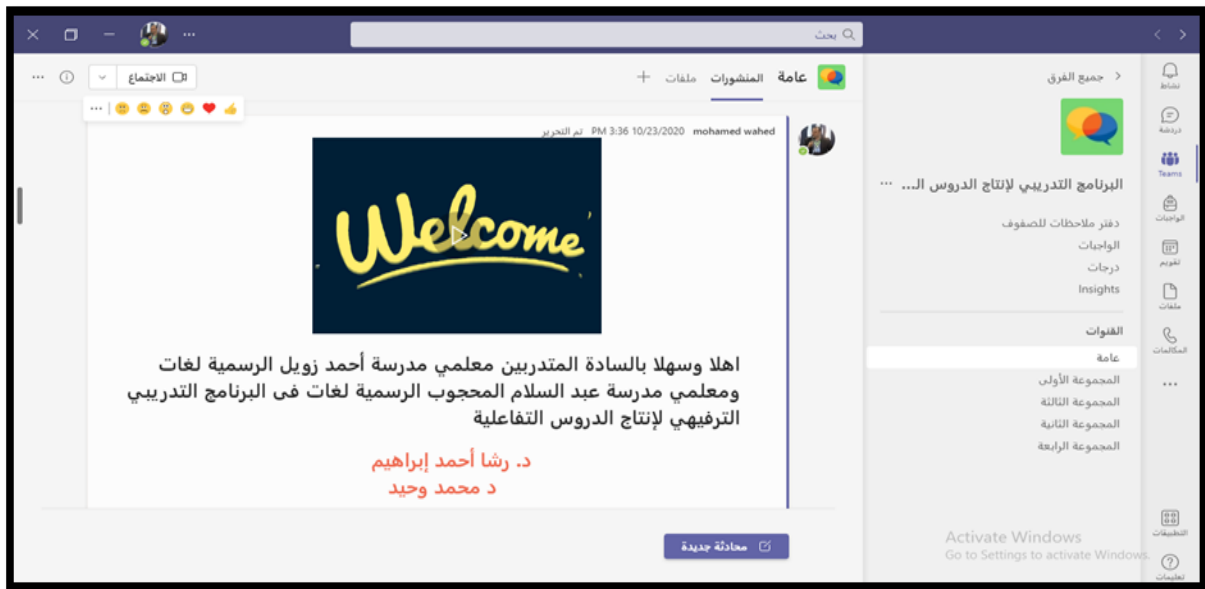 بحث
نشاط
دردشة
Teams
الواجبات
تقويم
ملفات
المكالمات
التطبيقات
تعليمات
جميع الفرق
البرنامج التدريبي لإنتاج الدروس الـ... ...
دفتر ملاحظات للصفوف
الواجبات
درجات
Insights
القنوات
عامة
المجموعة الأولى
المجموعة الثالثة
المجموعة الثانية
المجموعة الرابعة
Activate Windows
Go to Settings to activate Windows.
عامة المنشورات ملفات +
الاجتماع
mohamed wahed 10/23/2020 3:36 PM تم التحرير
Welcome
اهلا وسهلا بالسادة المتدربين معلمي مدرسة أحمد زويل الرسمية لغات
ومعلمي مدرسة عبد السلام المحجوب الرسمية لغات فى البرنامج التدريبي
الترفيهي لإنتاج الدروس التفاعلية
د. رشا أحمد إبراهيم
د محمد وحيد
محادثة جديدة